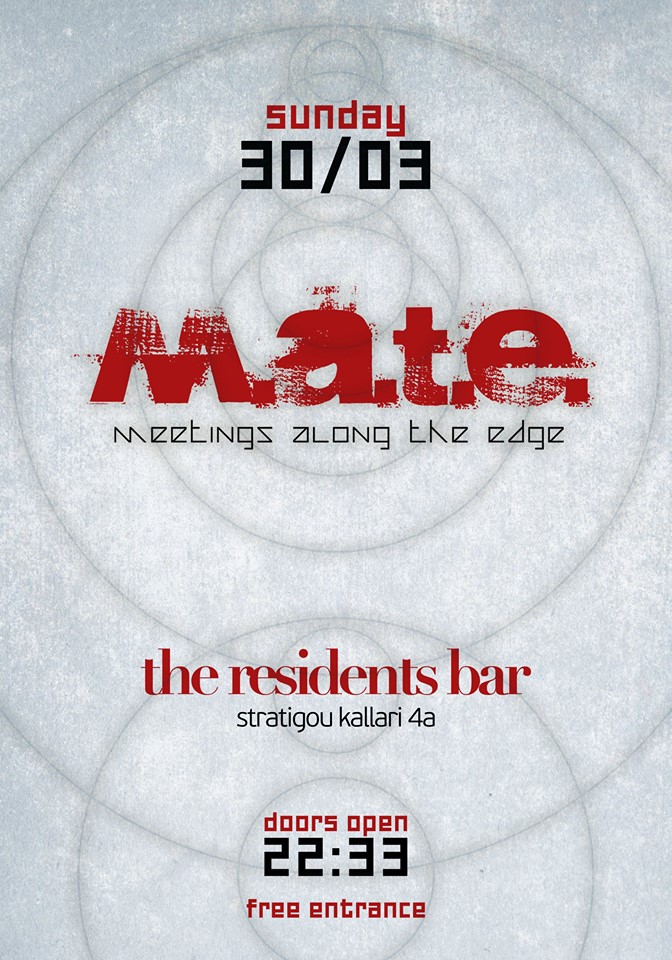 sunday
30/03
m.a.t.e.
meetings along the edge
the residents bar
stratigou kallari 4a
doors open
22:33
free entrance